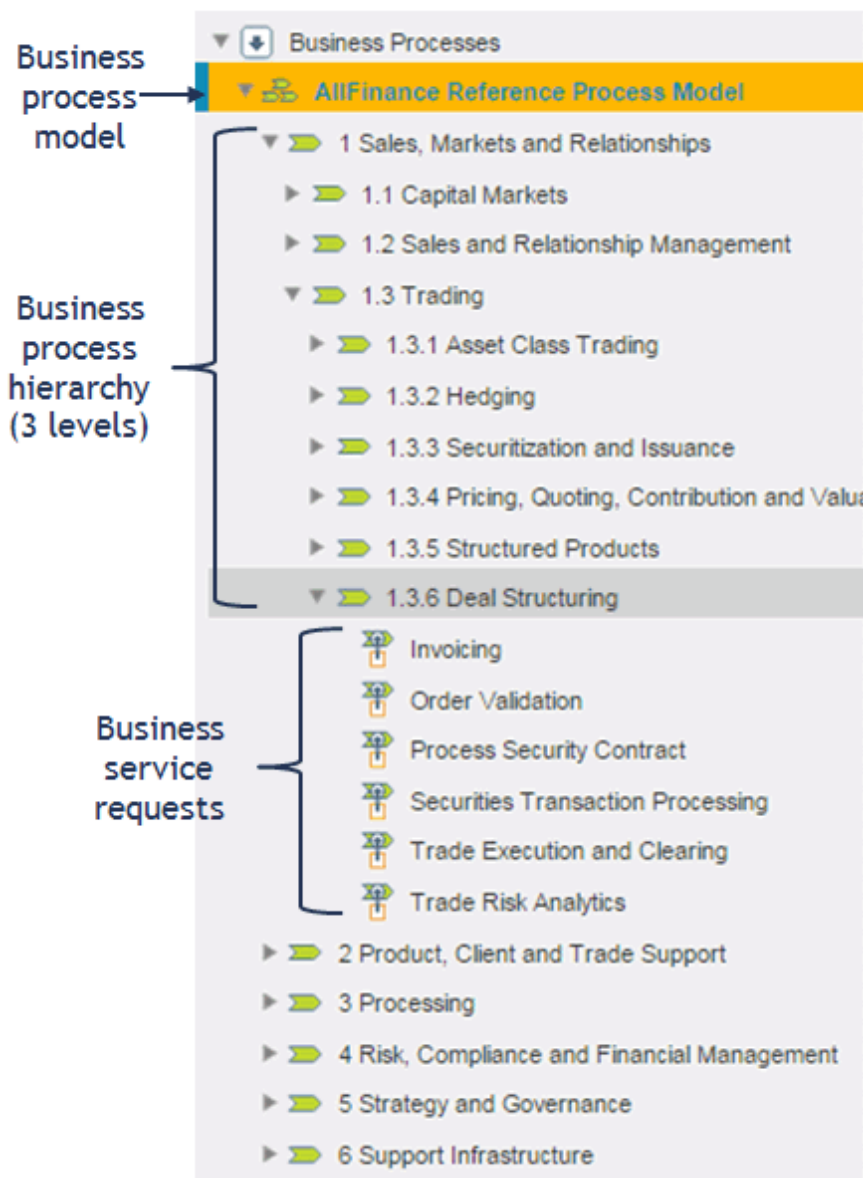 Business Processes
Business
process
model
AllFinance Reference Process Model
1 Sales, Markets and Relationships
1.1 Capital Markets
1.2 Sales and Relationship Management
1.3 Trading
Business
process
hierarchy
(3 levels)
1.3.1 Asset Class Trading
1.3.2 Hedging
1.3.3 Securitization and Issuance
1.3.4 Pricing, Quoting, Contribution and Valua
1.3.5 Structured Products
1.3.6 Deal Structuring
Business
service
requests
Invoicing
Order Validation
Process Security Contract
Securities Transaction Processing
Trade Execution and Clearing
Trade Risk Analytics
2 Product, Client and Trade Support
3 Processing
4 Risk, Compliance and Financial Management
5 Strategy and Governance
6 Support Infrastructure